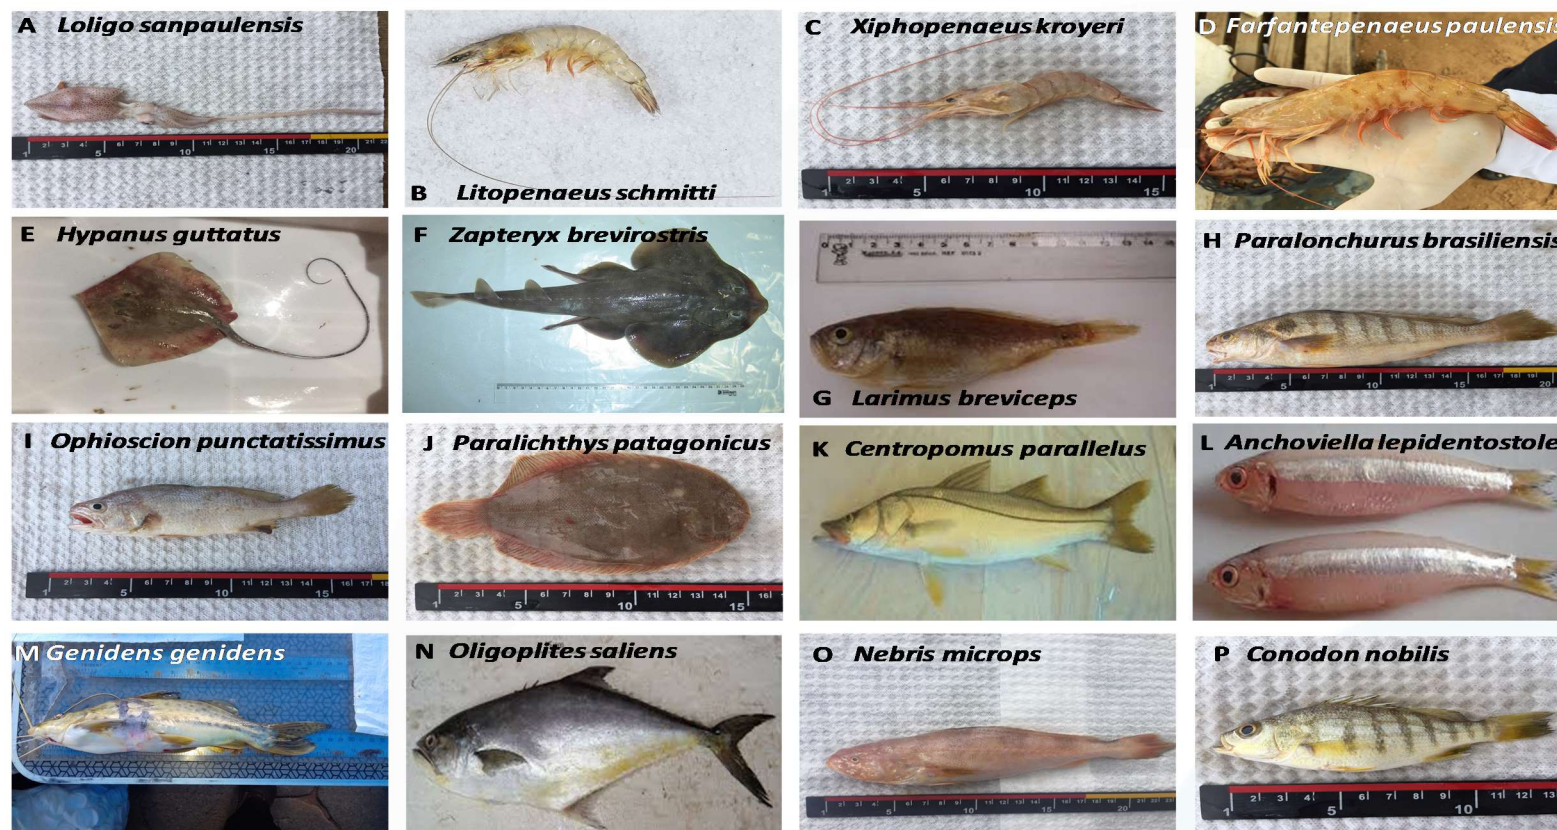 A Loligo sanpaulensis
B Litopenaeus schmitti
C Xiphopenaeus kroyeri
D Farfantepenaeus paulensis
E Hypanus guttatus
F Zapteryx brevirostris
G Larimus breviceps
H Paralonchurus brasiliensis
I Ophioscion punctatissimus
J Paralichthys patagonicus
K Centropomus parallelus
L Anchoviella lepidentostole
M Genidens genidens
N Oligoplites saliens
O Nebris microps
P Conodon nobilis